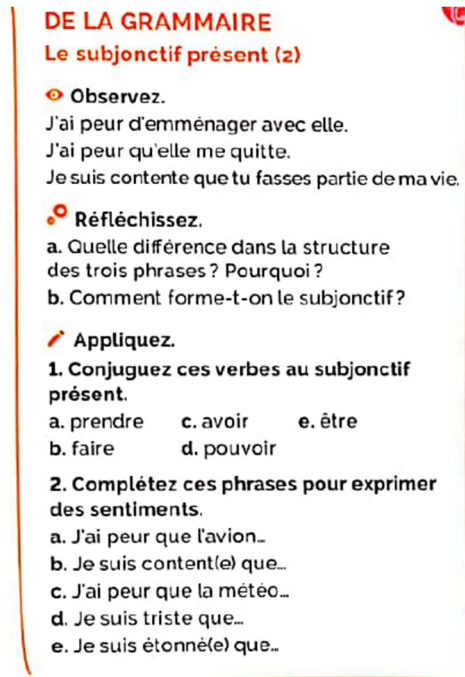 DE LA GRAMMAIRE
Le subjonctif présent (2)
Observez.
J'ai peur d'emménager avec elle.
J'ai peur qu'elle me quitte.
Je suis contente que tu fasses partie de ma vie.
Réfléchissez.
a. Quelle différence dans la structure
des trois phrases ? Pourquoi ?
b. Comment forme-t-on le subjonctif ?
Appliquez.
1. Conjuguez ces verbes au subjonctif
présent.
a. prendre c. avoir e. être
b. faire d. pouvoir
2. Complétez ces phrases pour exprimer
des sentiments.
a. J'ai peur que l'avion...
b. Je suis content(e) que...
c. J'ai peur que la météo...
d. Je suis triste que...
e. Je suis étonné(e) que...